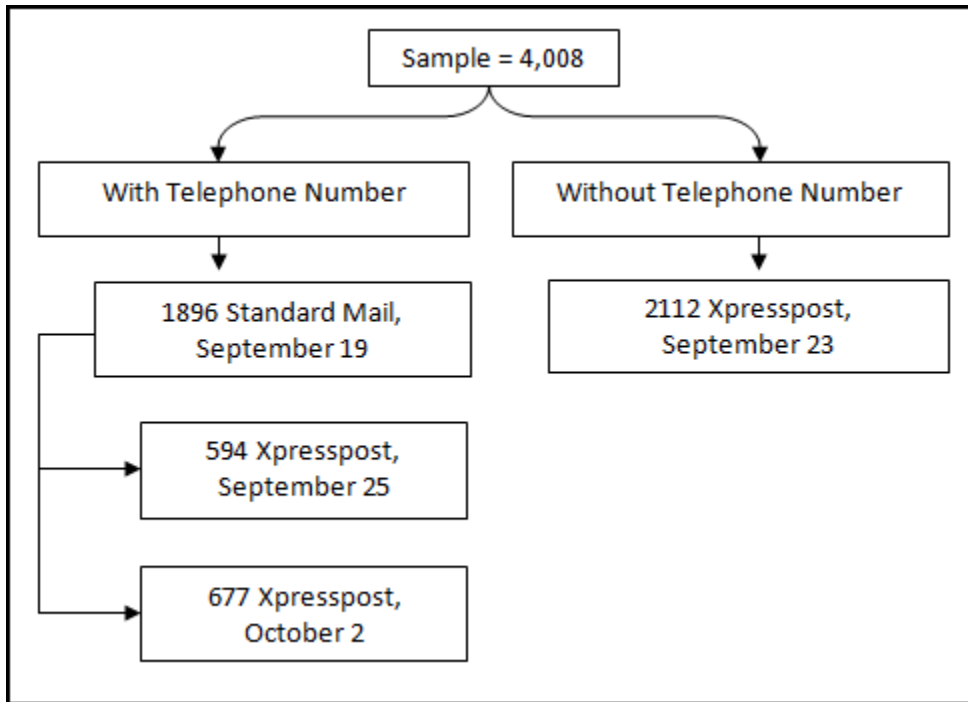 Sample = 4,008
With Telephone Number
Without Telephone Number
1896 Standard Mail,
September 19
2112 Xpresspost,
September 23
594 Xpresspost,
September 25
677 Xpresspost,
October 2